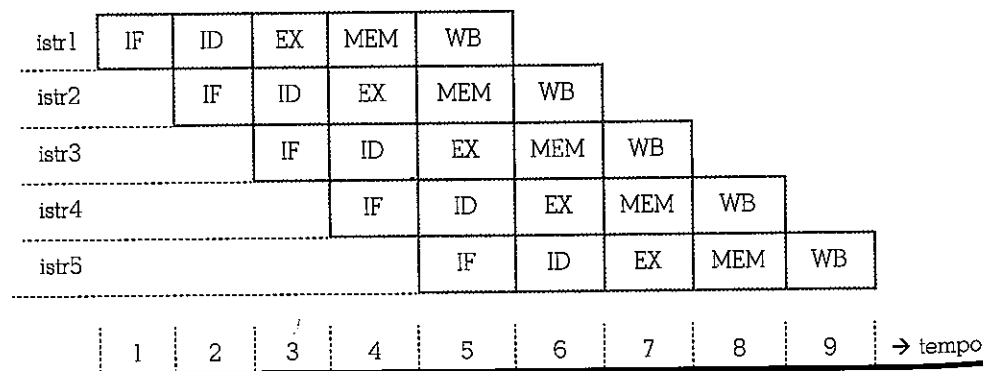 istr1 IF ID EX MEM WB
istr2 IF ID EX MEM WB
istr3 IF ID EX MEM WB
istr4 IF ID EX MEM WB
istr5 IF ID EX MEM WB
1 2 3 4 5 6 7 8 9 → tempo